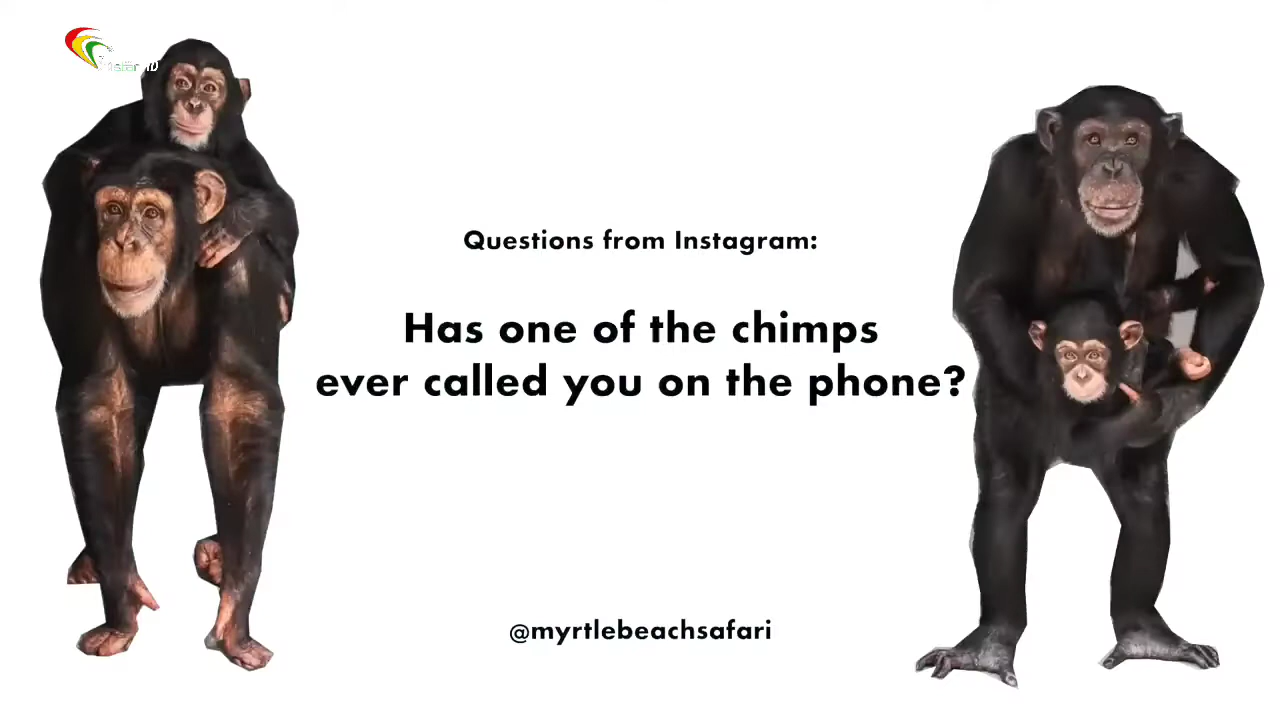 Questions from Instagram:
Has one of the chimps
ever called you on the phone?
@myrtlebeachsafari